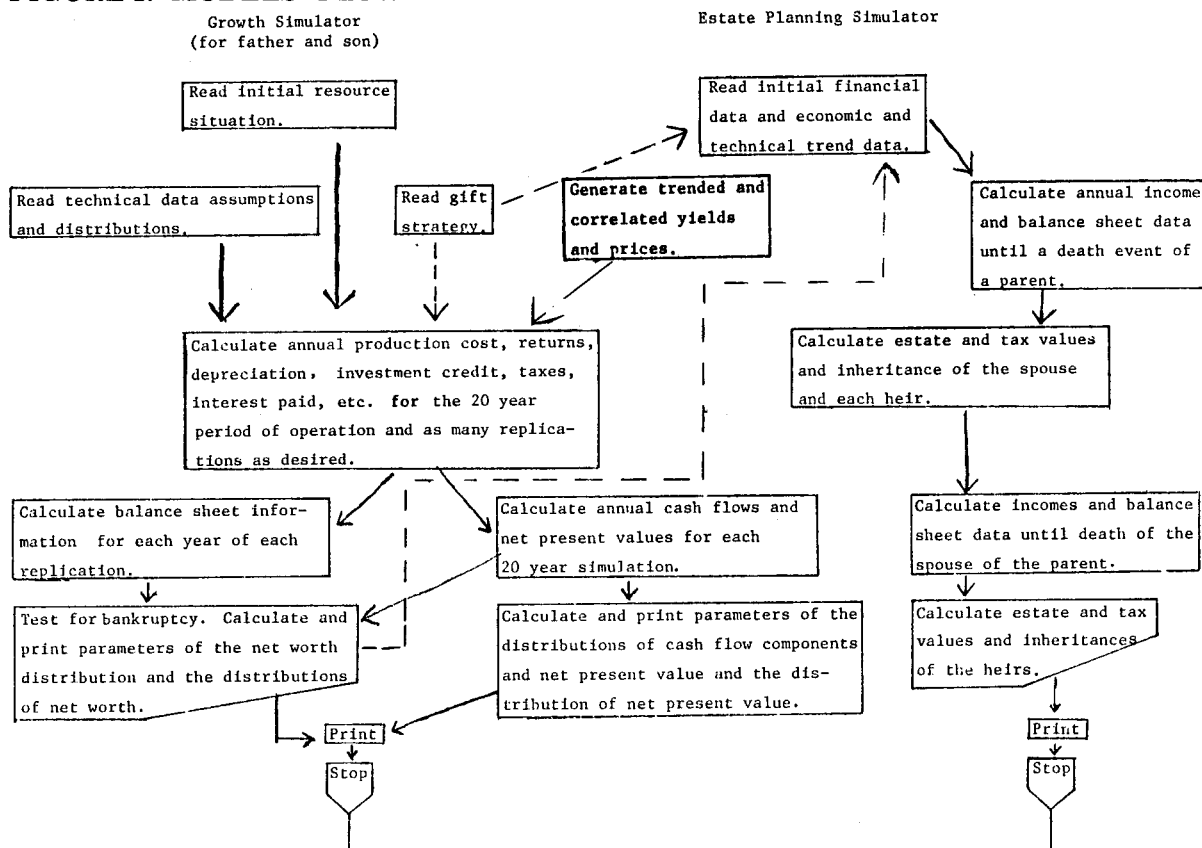 Growth Simulator
(for father and son)
Estate Planning Simulator
Read initial resource
situation.
Read initial financial
data and economic and
technical trend data.
Read technical data assumptions
and distributions.
Read gift
stratery.
Generate trended and
correlated yields
and prices.
Calculate annual income
and balance sheet data
until a death event of
a parent.
Calculate annual production cost, returns,
depreciation, investment credit, taxes,
interest paid, etc. for the 20 year
period of operation and as many replica-
tions as desired.
Calculate estate and tax values
and inheritance of the spouse
and each heir.
Calculate balance sheet infor-
mation for each year of each
replication.
Calculate annual cash flows and
net present values for each
20 year simulation.
Calculate incomes and balance
sheet data until death of the
spouse of the parent.
Test for bankruptcy. Calculate and
print parameters of the net worth
distribution and the distributions
of net worth.
Calculate and print parameters of the
distributions of cash flow components
and net present value and the dis-
tribution of net present value.
Calculate estate and tax
values and inheritances
of the heirs.
Print
Stop
Print
Stop